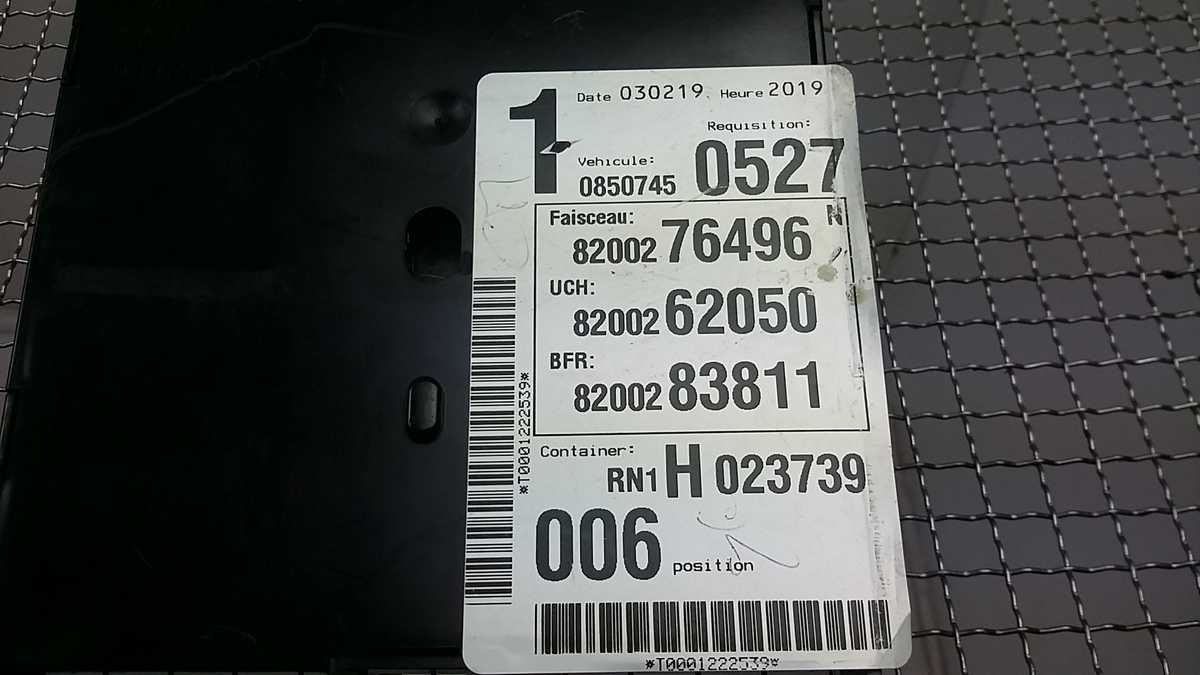 1
Date 030219 Heure 2019
Requisition:
Vehicule:
0850745 0527
Faisceau: N
82002 76496
UCH:
82002 62050
BFR:
82002 83811
Container:
RN1 H 023739
006 position
*T0001222539*
*T0001222539*